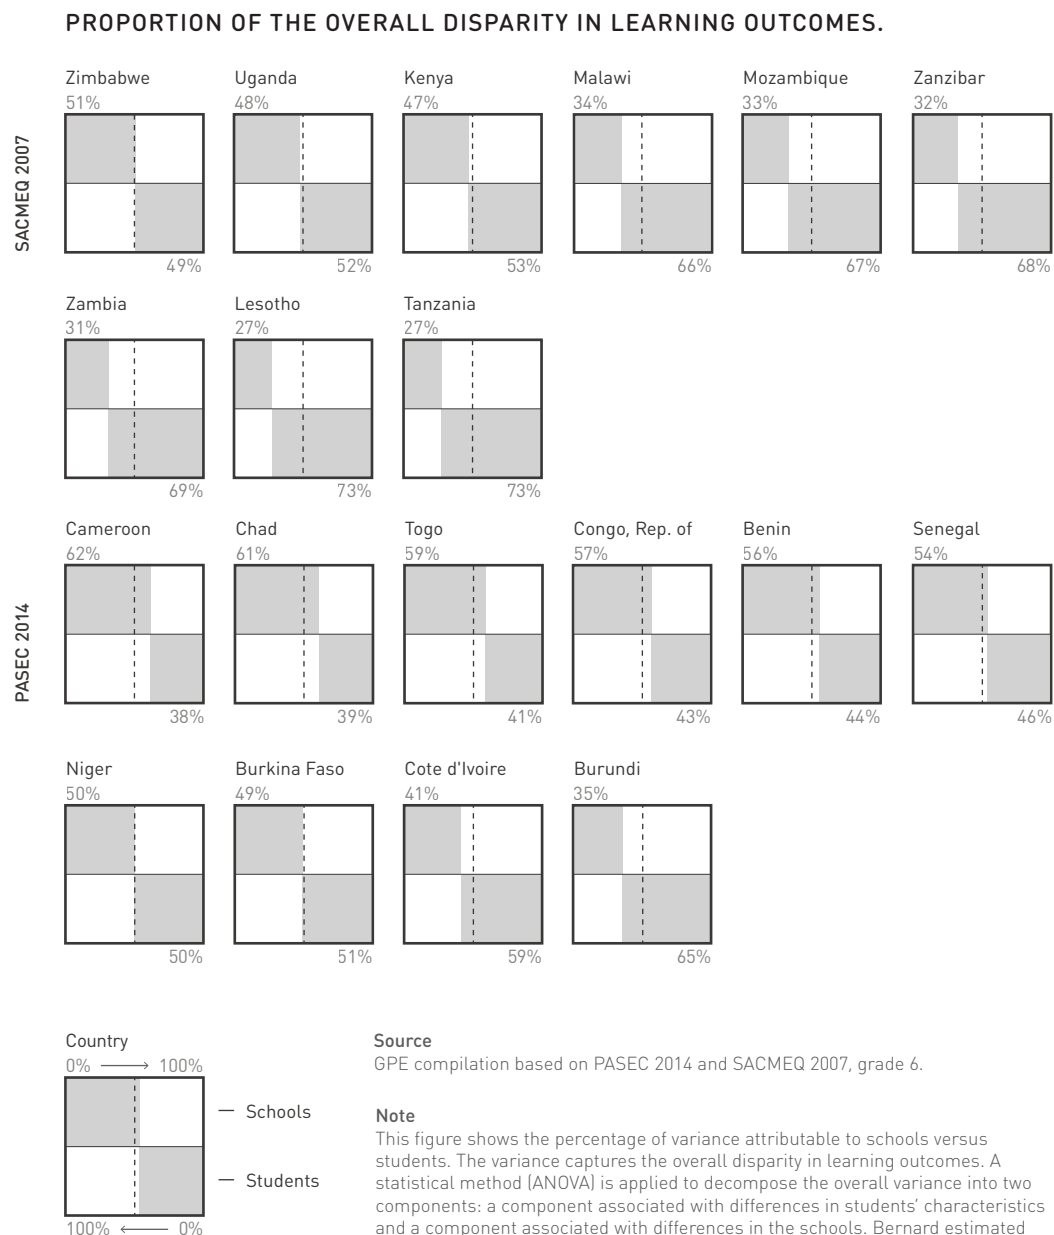 PROPORTION OF THE OVERALL DISPARITY IN LEARNING OUTCOMES.
SACMEQ 2007
Zimbabwe Uganda Kenya Malawi Mozambique Zanzibar
51% 48% 47% 34% 33% 32%
49% 52% 53% 66% 67% 68%
Zambia Lesotho Tanzania
31% 27% 27%
69% 73% 73%
PASEC 2014
Cameroon Chad Togo Congo, Rep. of Benin Senegal
62% 61% 59% 57% 56% 54%
38% 39% 41% 43% 44% 46%
Niger Burkina Faso Cote d'Ivoire Burundi
50% 49% 41% 35%
50% 51% 59% 65%
Country
0% 100%
Schools
Students
100% 0%
Source
GPE compilation based on PASEC 2014 and SACMEQ 2007, grade 6.
Note
This figure shows the percentage of variance attributable to schools versus
students. The variance captures the overall disparity in learning outcomes. A
statistical method (ANOVA) is applied to decompose the overall variance into two
components: a component associated with differences in students' characteristics
and a component associated with differences in the schools. Bernard estimated